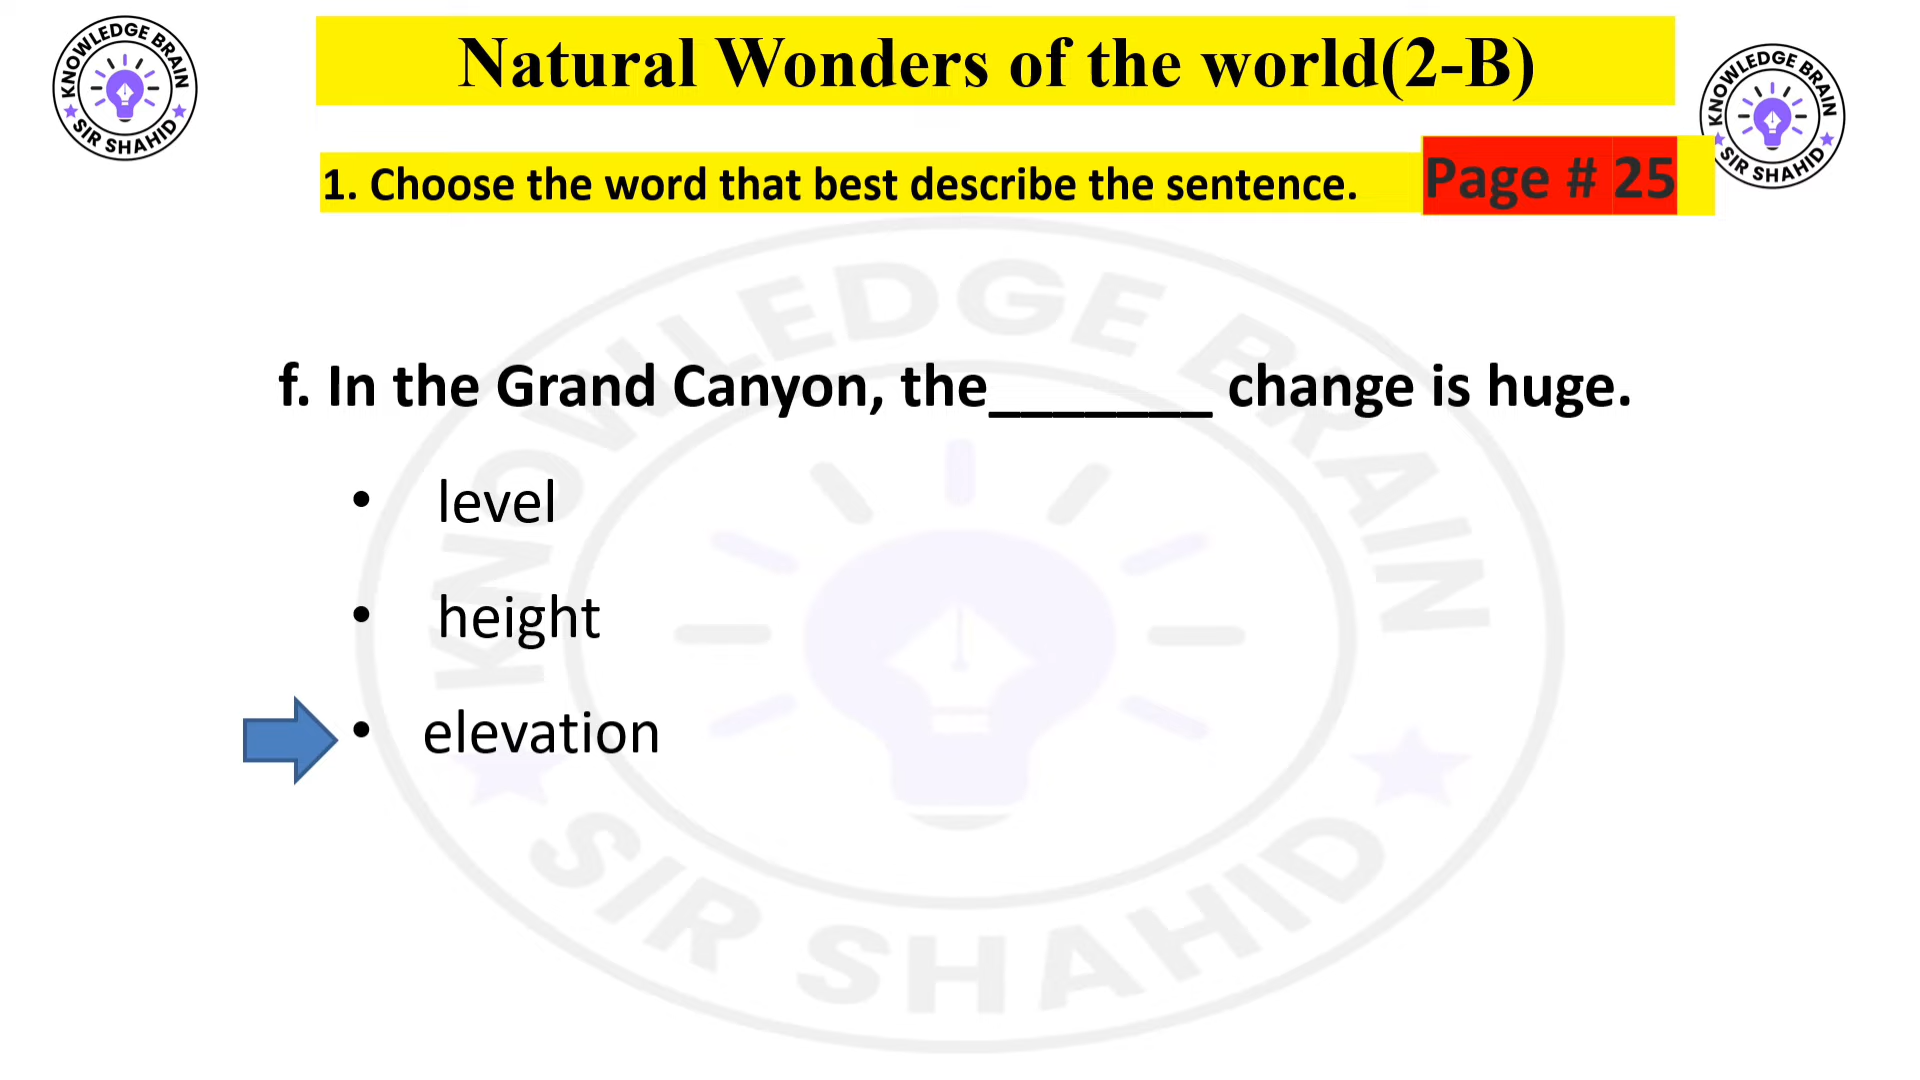 KNOWLEDGE BRAIN
SIR SHAHID
Natural Wonders of the world(2-B)
KNOWLEDGE BRAIN
SIR SHAHID
1. Choose the word that best describe the sentence.
Page # 25
f. In the Grand Canyon, the_______ change is huge.
• level
• height
• elevation
KNOWLEDGE BRAIN
SIR SHAHID